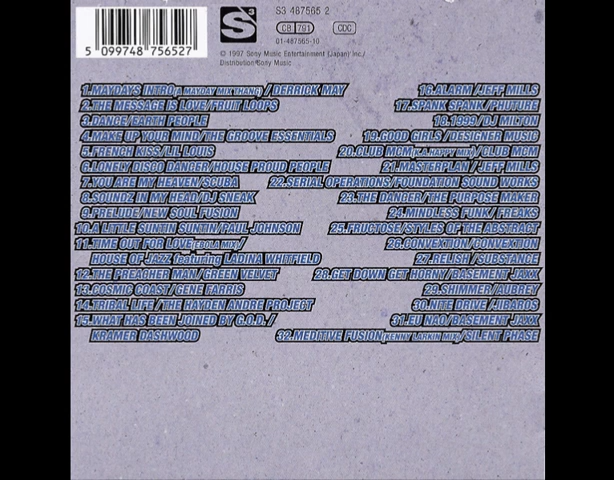 S3
S3 487565 2
CB 791
CDC
01-487565-10
© 1997 Sony Music Entertainment (Japan) Inc./
Distribution Sony Music
5 099748 756527
1.MAYDAYS INTRO(A MAYDAY MIX THANG)/DERRICK MAY
2.THE MESSAGE IS LOVE/FRUIT LOOPS
3.DANCE/EARTH PEOPLE
4.MAKE UP YOUR MIND/THE GROOVE ESSENTIALS
5.FRENCH KISS/LIL LOUIS
6.LONELY DISCO DANCER/HOUSE PROUD PEOPLE
7.YOU ARE MY HEAVEN/SCUBA
8.SOUNDZ IN MY HEAD/DJ SNEAK
9.PRELUDE/NEW SOUL FUSION
10.A LITTLE SUNTIN SUNTIN/PAUL JOHNSON
11.TIME OUT FOR LOVE(EBOLA MIX)/
HOUSE OF JAZZ featuring LADINA WHITFIELD
12.THE PREACHER MAN/GREEN VELVET
13.COSMIC COAST/GENE FARRIS
14.TRIBAL LIFE/THE HAYDEN ANDRE PROJECT
15.WHAT HAS BEEN JOINED BY G.O.D./
KRAMER DASHWOOD
16.ALARM/JEFF MILLS
17.SPANK SPANK/PHUTURE
18.1999/DJ MILTON
19.GOOD GIRLS/DESIGNER MUSIC
20.CLUB MCM(K.A.HAPPY MIX)/CLUB MCM
21.MASTERPLAN/JEFF MILLS
22.SERIAL OPERATIONS/FOUNDATION SOUND WORKS
23.THE DANCER/THE PURPOSE MAKER
24.MINDLESS FUNK/FREAKS
25.FRUCTOSE/STYLES OF THE ABSTRACT
26.CONVEXTION/CONVEXTION
27.RELISH/SUBSTANCE
28.GET DOWN GET HORNY/BASEMENT JAXX
29.SHIMMER/AUBREY
30.NITE DRIVE/JBAROS
31.EU NAO/BASEMENT JAXX
32.MEDITIVE FUSION(KENNY LARKIN MIX)/SILENT PHASE